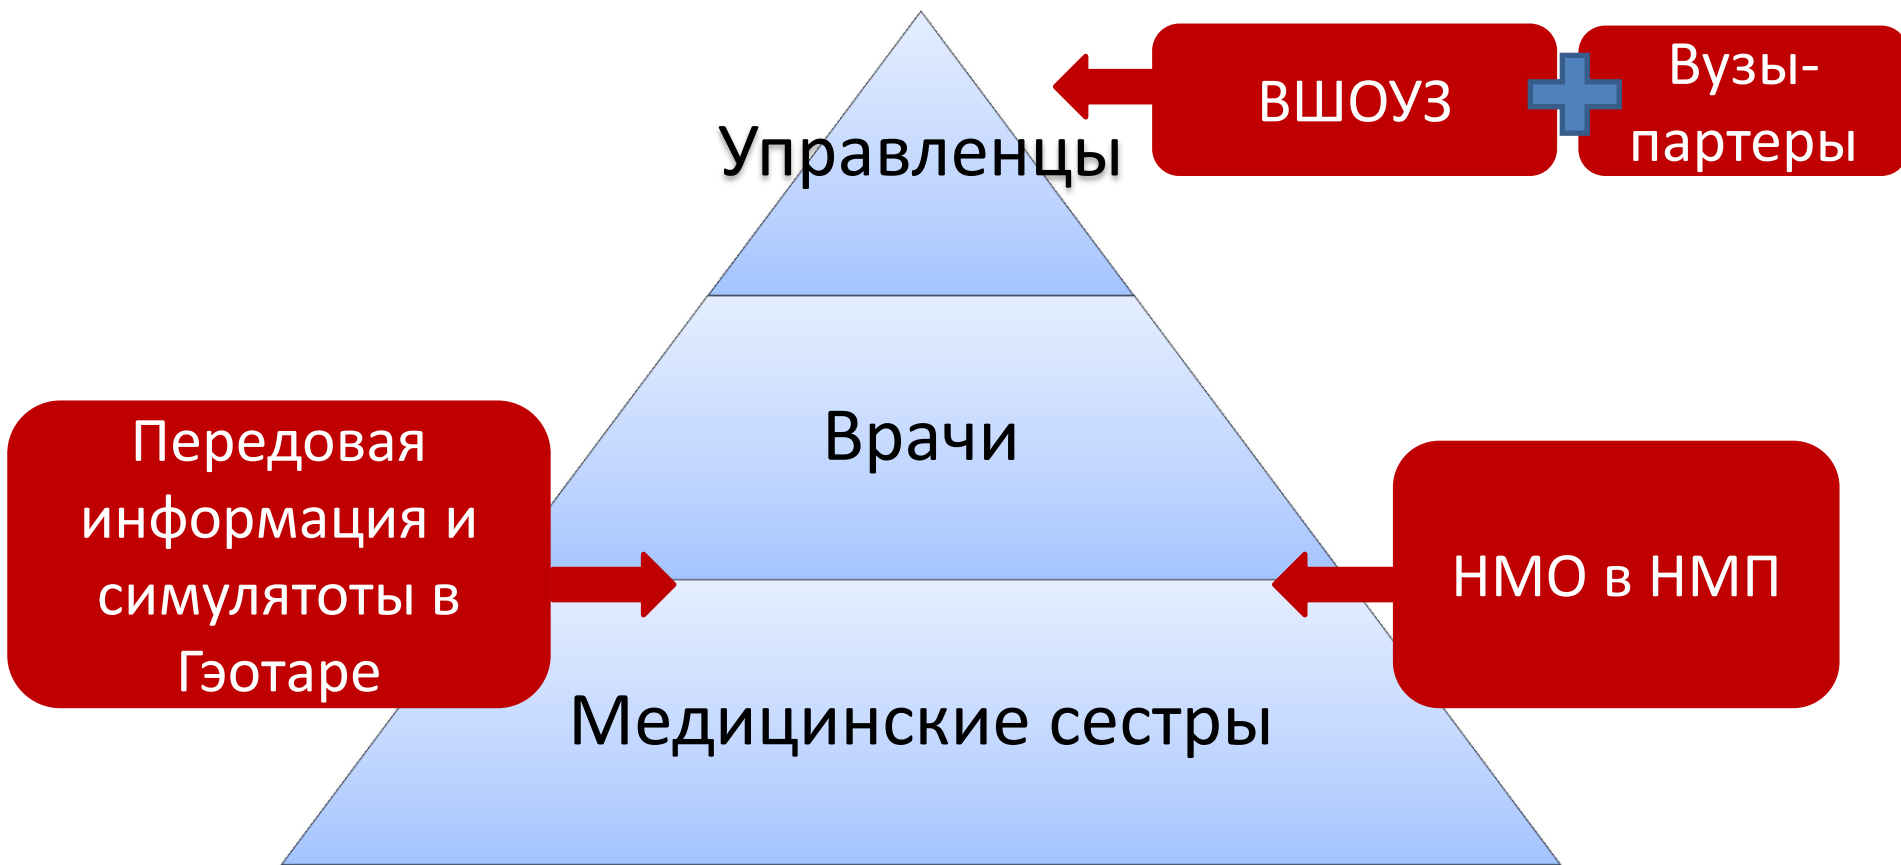 ВШОУЗ
Вузы-
партеры
Управленцы
Врачи
Передовая
информация и
симулятоты в
Гэотаре
НМО в НМП
Медицинские сестры